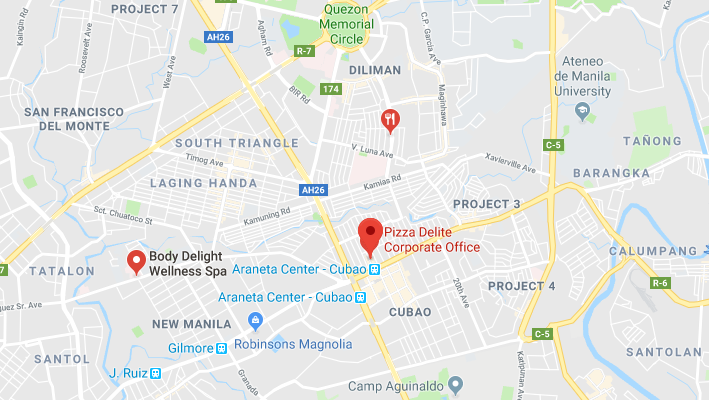 PROJECT 7
Kaingin Rd
Roosevelt Ave
West Ave
AH26
Agham Rd
R-7
Quezon
Memorial
Circle
C.P. Garcia Ave
DILIMAN
BIR Rd
174
Maginhawa
Ateneo
de Manila
University
SAN FRANCISCO
DEL MONTE
SOUTH TRIANGLE
Timog Ave
V. Luna Ave
Xavierville Ave
C-5
TAÑONG
BARANGKA
LAGING HANDA
AH26
Kamias Rd
Sct. Chuatoco St
Kamuning Rd
PROJECT 3
Pizza Delite
Corporate Office
Body Delight
Wellness Spa
CALUMPANG
TATALON
Araneta Center - Cubao
R-6
PROJECT 4
Araneta Center - Cubao
20th Ave
Sr. Ave
CUBAO
NEW MANILA
Robinsons Magnolia
C-5
Gilmore
SANTOLAN
SANTOL
J. Ruiz
Granada
Camp Aguinaldo
Katipunan Ave